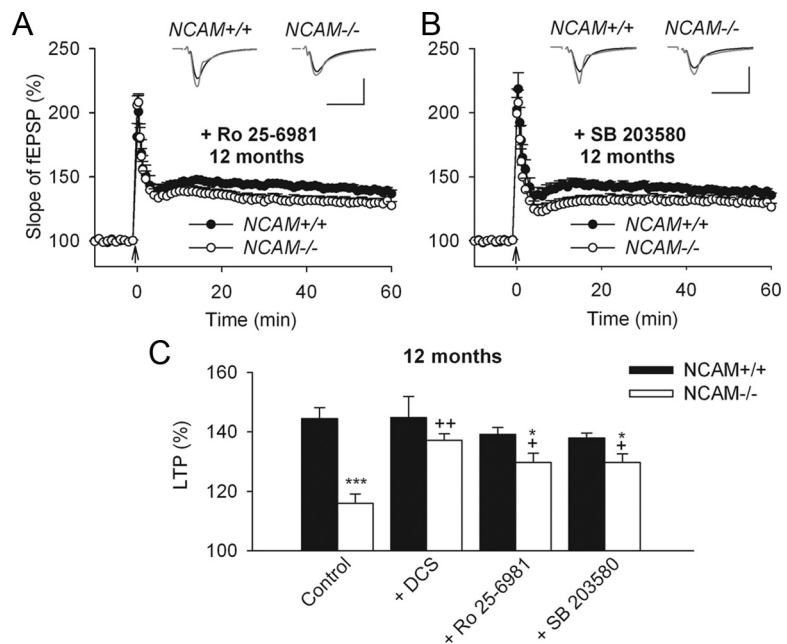 A
NCAM+/+ NCAM-/-
250
200
150
100
Slope of fEPSP (%)
+ Ro 25-6981
12 months
NCAM+/+
NCAM-/-
0 20 40 60
Time (min)
B
NCAM+/+ NCAM-/-
250
200
150
100
+ SB 203580
12 months
NCAM+/+
NCAM-/-
0 20 40 60
Time (min)
C
12 months
NCAM+/+
NCAM-/-
160
140
120
100
LTP (%)
***
++
*
+
*
+
Control
+ DCS
+ Ro 25-6981
+ SB 203580